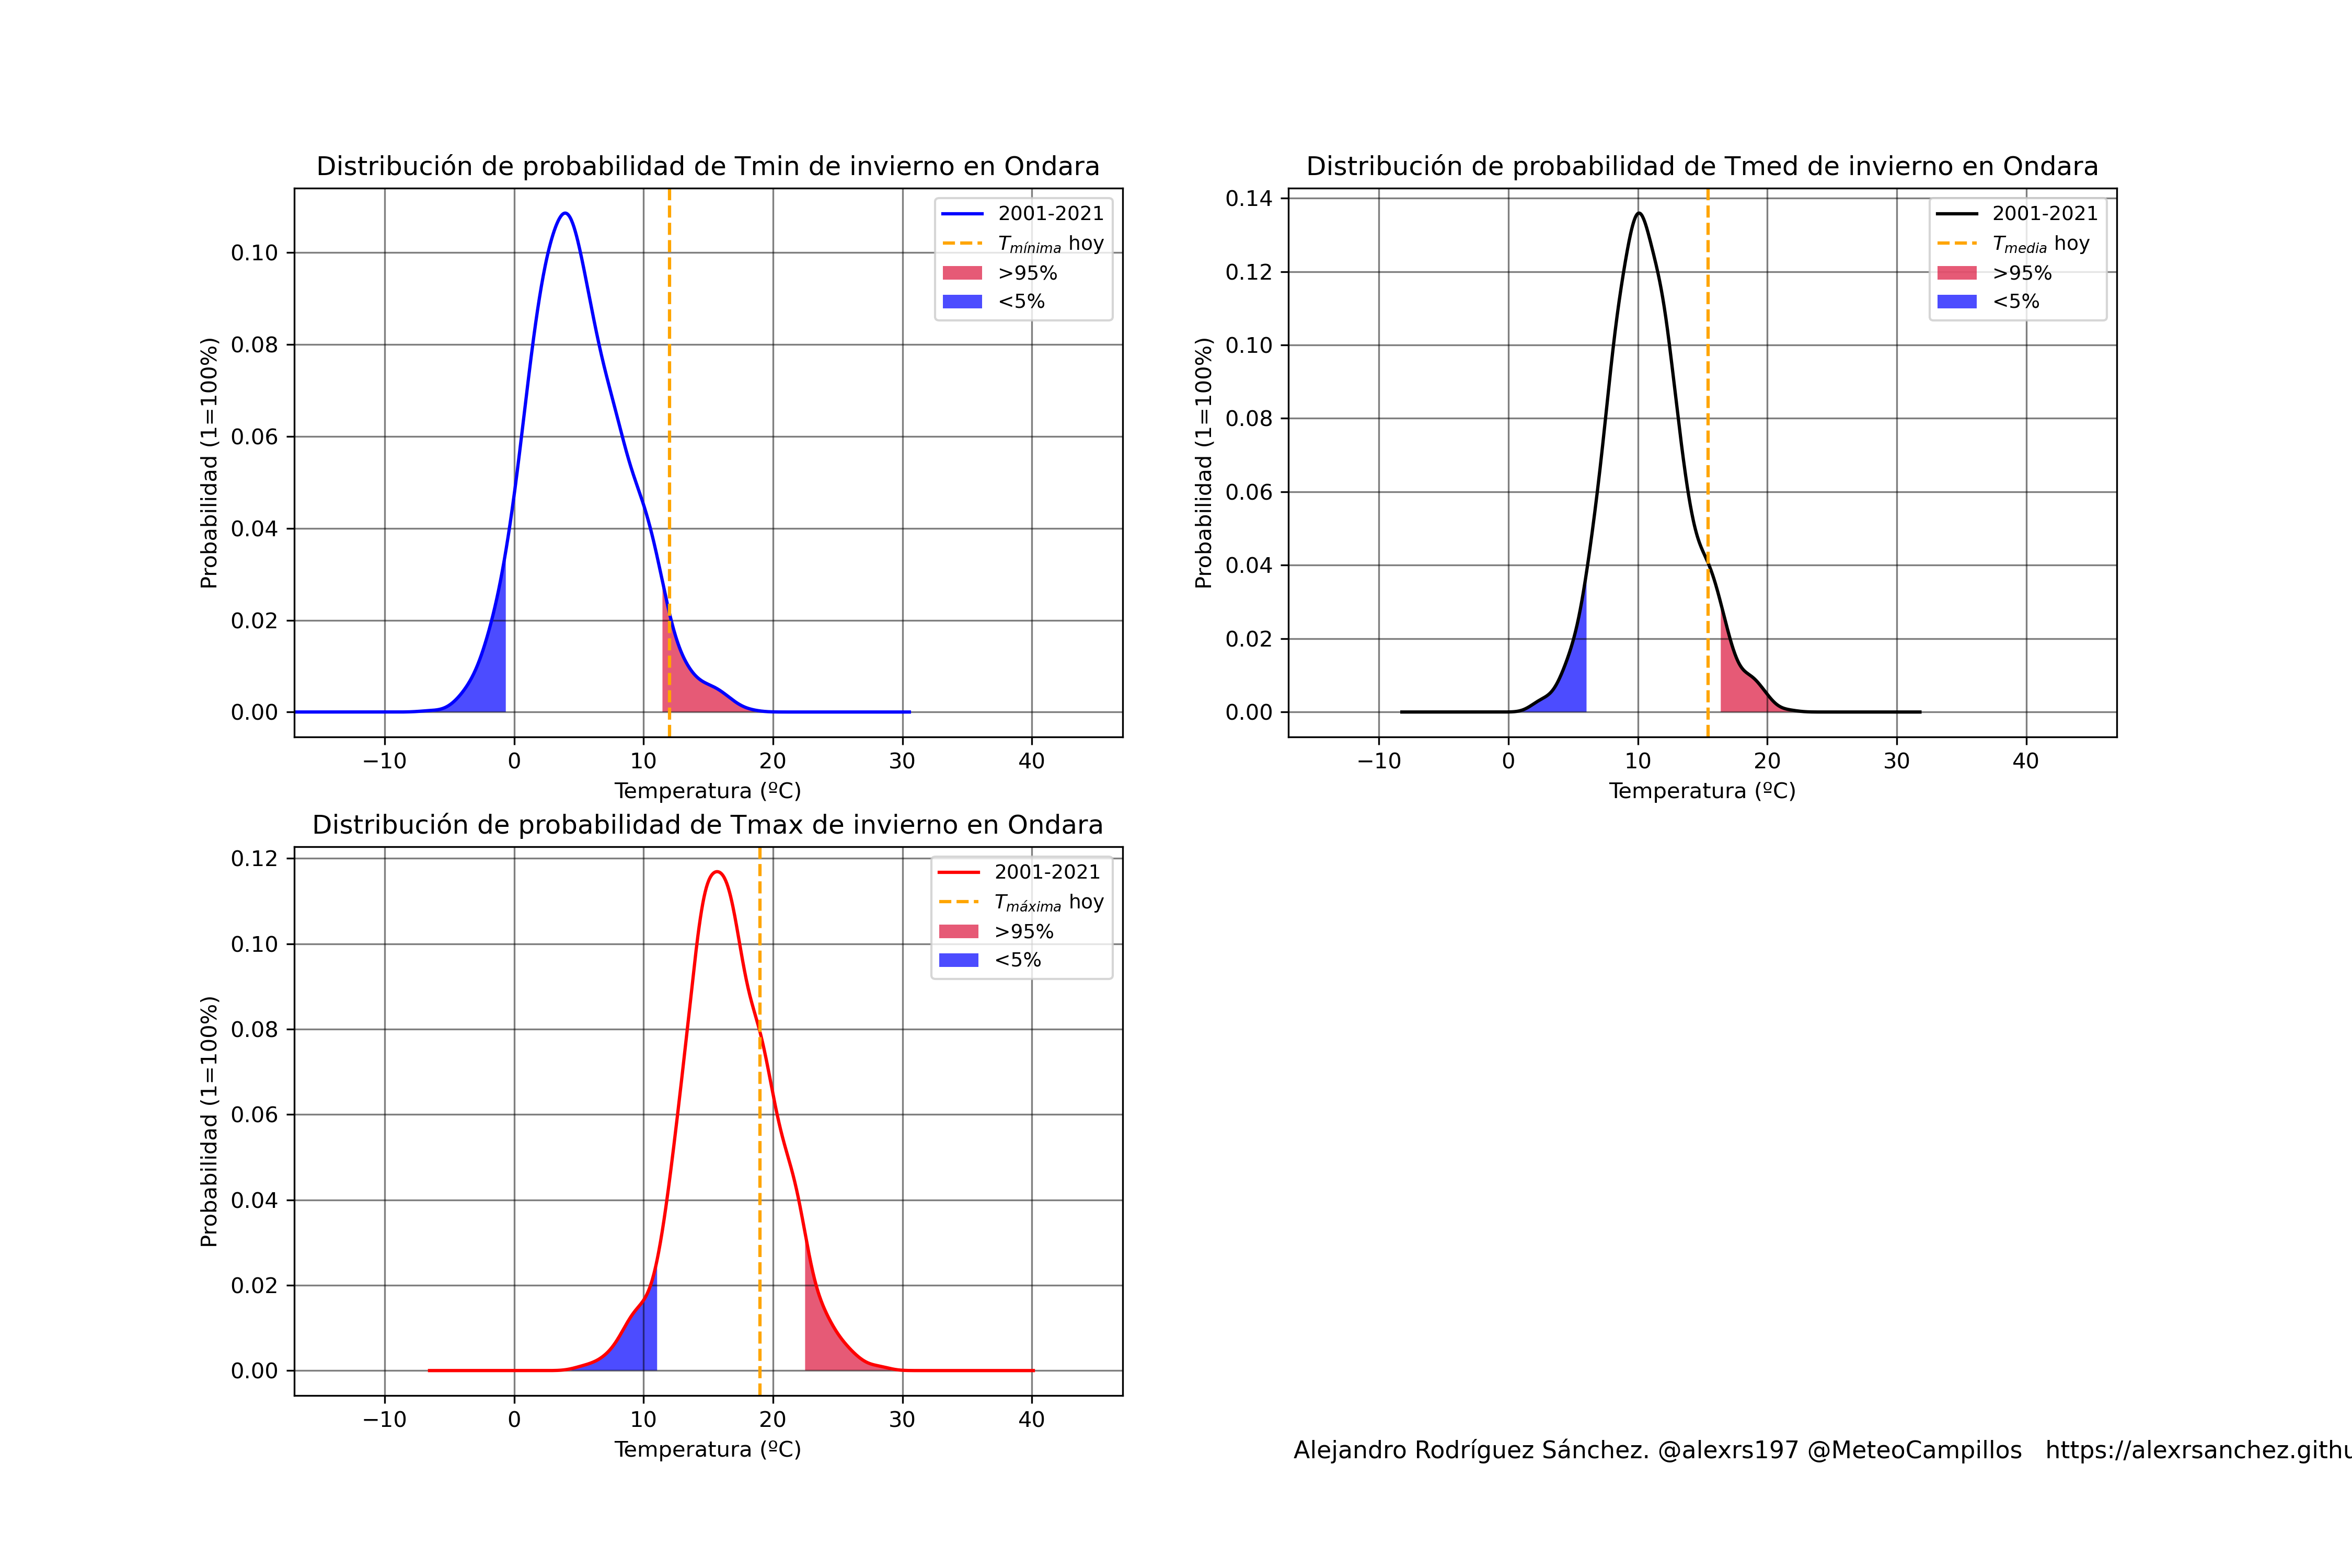 Distribución de probabilidad de Tmin de invierno en Ondara
Probabilidad (1=100%)
0.10
0.08
0.06
0.04
0.02
0.00
−10 0 10 20 30 40
Temperatura (ºC)
2001-2021
Tmínima hoy
>95%
<5%
Distribución de probabilidad de Tmed de invierno en Ondara
Probabilidad (1=100%)
0.14
0.12
0.10
0.08
0.06
0.04
0.02
0.00
−10 0 10 20 30 40
Temperatura (ºC)
2001-2021
Tmedia hoy
>95%
<5%
Distribución de probabilidad de Tmax de invierno en Ondara
Probabilidad (1=100%)
0.12
0.10
0.08
0.06
0.04
0.02
0.00
−10 0 10 20 30 40
Temperatura (ºC)
2001-2021
Tmáxima hoy
>95%
<5%
Alejandro Rodríguez Sánchez. @alexrs197 @MeteoCampillos https://alexrsanchez.githu